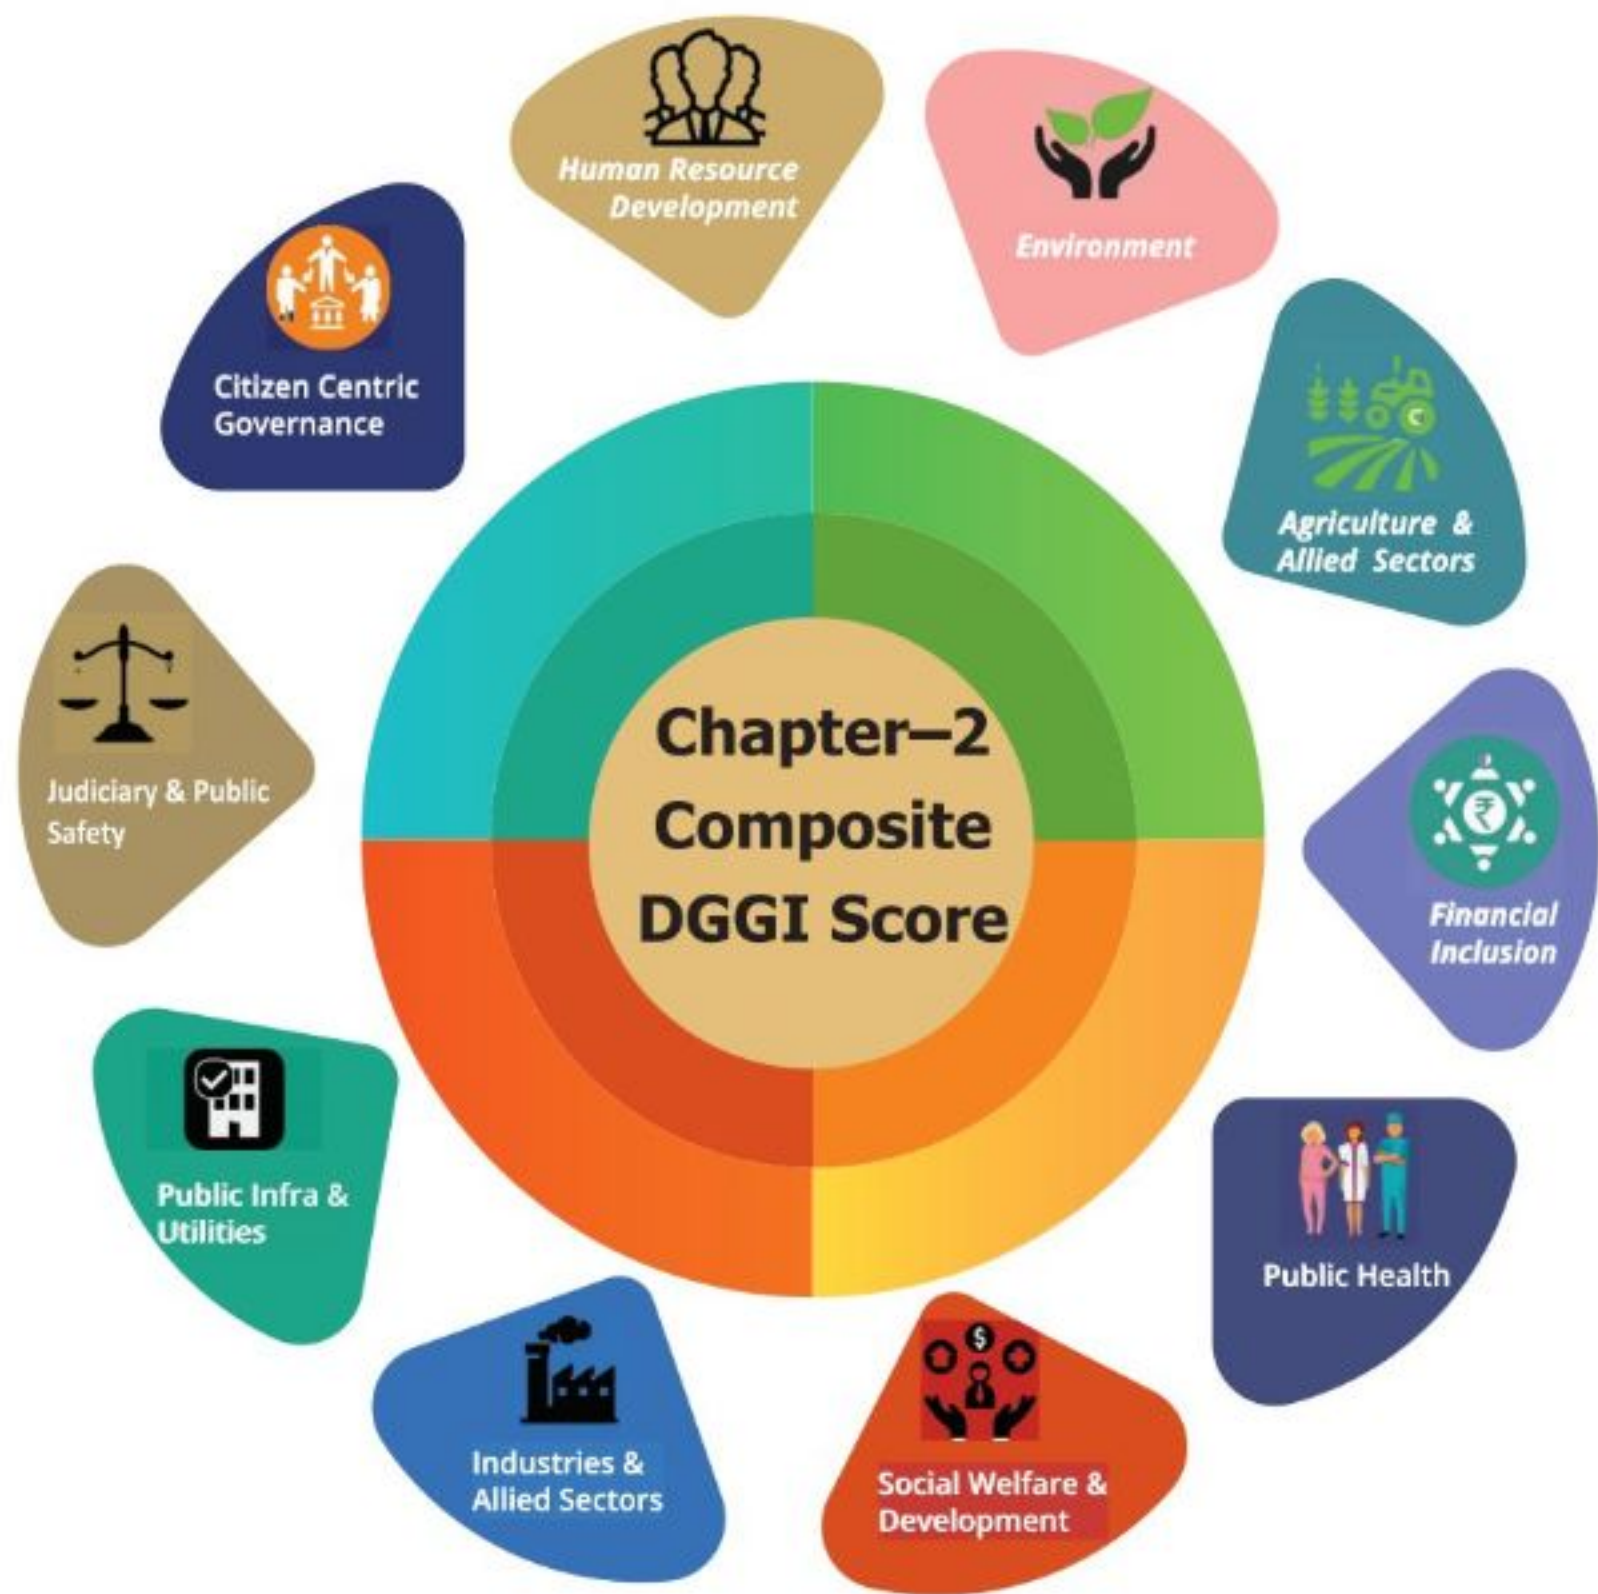 Human Resource
Development
Environment
Agriculture &
Allied Sectors
Financial
Inclusion
Public Health
Social Welfare &
Development
Industries &
Allied Sectors
Public Infra &
Utilities
Judiciary & Public
Safety
Citizen Centric
Governance
Chapter–2
Composite
DGGI Score